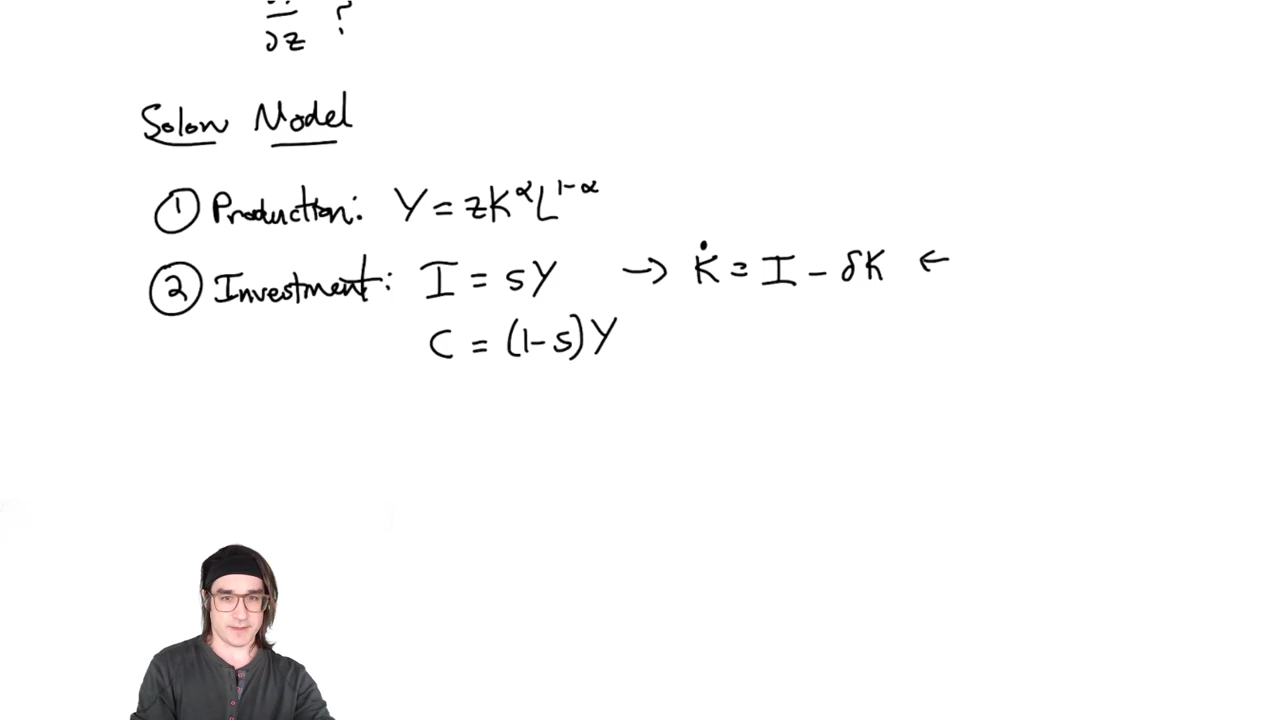 ∂z ?
Solow Model
① Production: Y = zK^α L^{1-α}
② Investment: I = sY → K̇ = I - δK ←
C = (1-s)Y